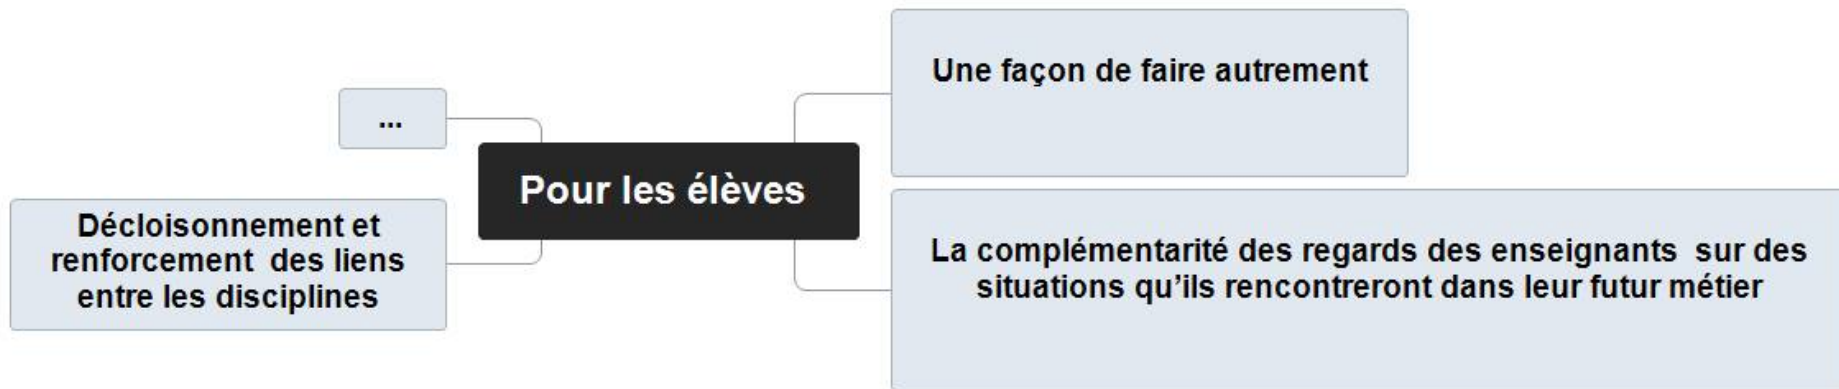 Une façon de faire autrement
...
Pour les élèves
Décloisonnement et
renforcement  des liens
entre les disciplines
La complémentarité des regards des enseignants  sur des
situations qu’ils rencontreront dans leur futur métier